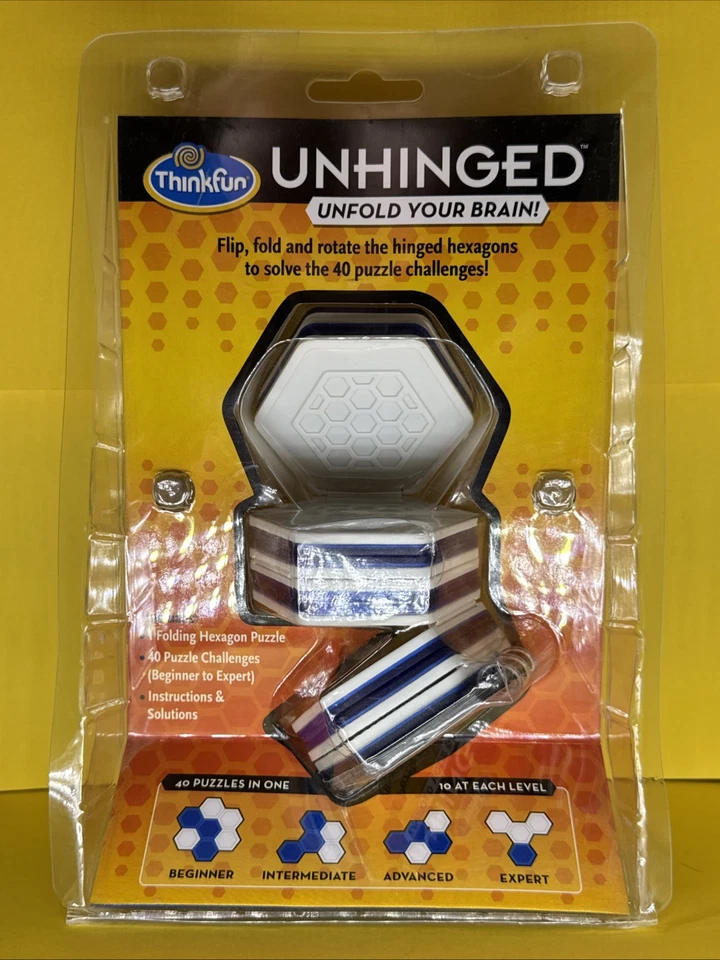 ThinkFun®
UNHINGED™
UNFOLD YOUR BRAIN!
Flip, fold and rotate the hinged hexagons
to solve the 40 puzzle challenges!
Folding Hexagon Puzzle
• 40 Puzzle Challenges
(Beginner to Expert)
• Instructions &
Solutions
40 PUZZLES IN ONE
10 AT EACH LEVEL
BEGINNER
INTERMEDIATE
ADVANCED
EXPERT